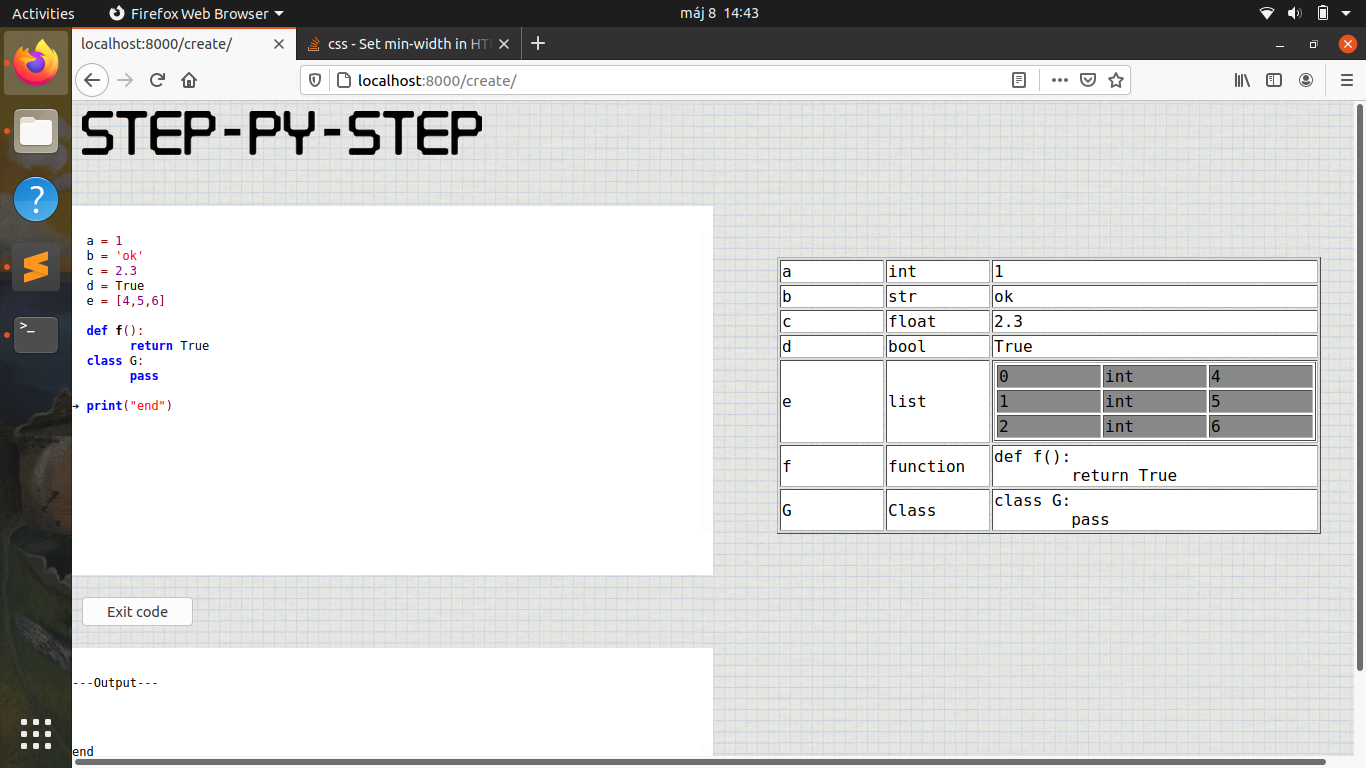 Activities Firefox Web Browser máj 8 14:43
localhost:8000/create/ css - Set min-width in HT
localhost:8000/create/
STEP-PY-STEP
a = 1
b = 'ok'
c = 2.3
d = True
e = [4,5,6]
def f():
return True
class G:
pass
→ print("end")
Exit code
---Output---
end
a int 1
b str ok
c float 2.3
d bool True
e list
0 int 4
1 int 5
2 int 6
f function def f():
return True
G Class class G:
pass